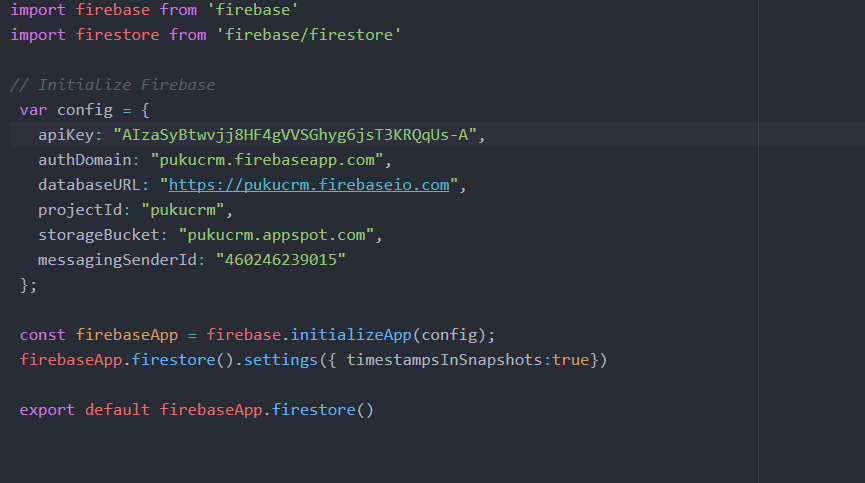 import firebase from 'firebase'
import firestore from 'firebase/firestore'
// Initialize Firebase
var config = {
apiKey: "AIzaSyBtwvjj8HF4gVVSGhyg6jsT3KRQqUs-A",
authDomain: "pukucrm.firebaseapp.com",
databaseURL: "https://pukucrm.firebaseio.com",
projectId: "pukucrm",
storageBucket: "pukucrm.appspot.com",
messagingSenderId: "460246239015"
};
const firebaseApp = firebase.initializeApp(config);
firebaseApp.firestore().settings({ timestampsInSnapshots:true})
export default firebaseApp.firestore()